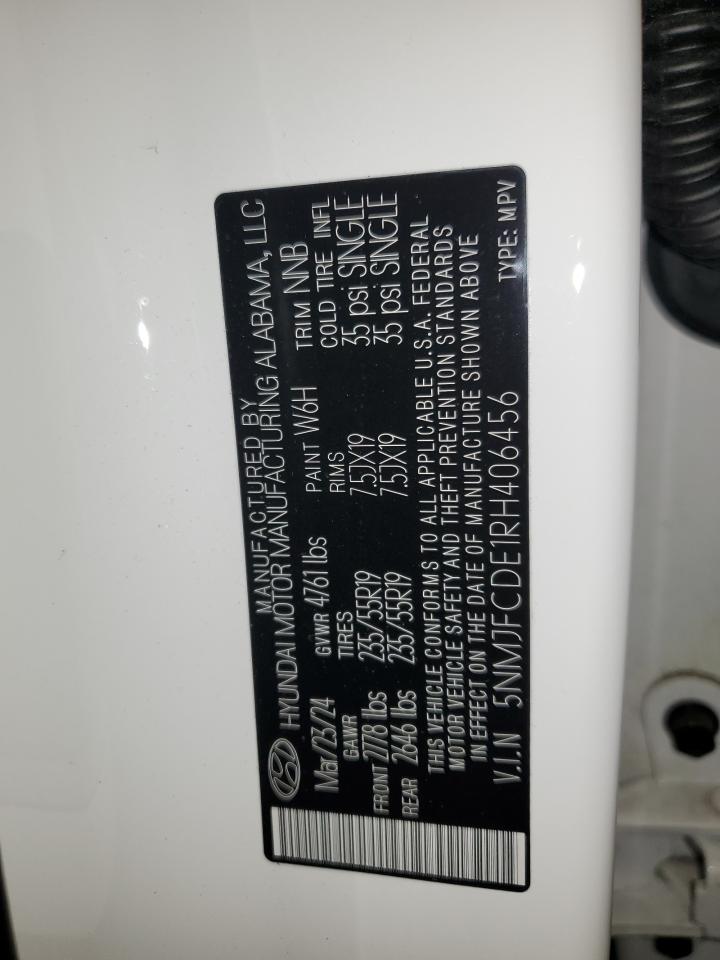 MANUFACTURED BY
HYUNDAI MOTOR MANUFACTURING ALABAMA, LLC
Mar/23/24 GVWR 4761 lbs PAINT W6H TRIM NNB
GAWR TIRES RIMS COLD TIRE INFL
FRONT 2778 lbs 235/55R19 7.5JX19 35 psi SINGLE
REAR 2646 lbs 235/55R19 7.5JX19 35 psi SINGLE
THIS VEHICLE CONFORMS TO ALL APPLICABLE U.S.A. FEDERAL
MOTOR VEHICLE SAFETY AND THEFT PREVENTION STANDARDS
IN EFFECT ON THE DATE OF MANUFACTURE SHOWN ABOVE
V.I.N 5NMJFCDE1RH406456 TYPE: MPV